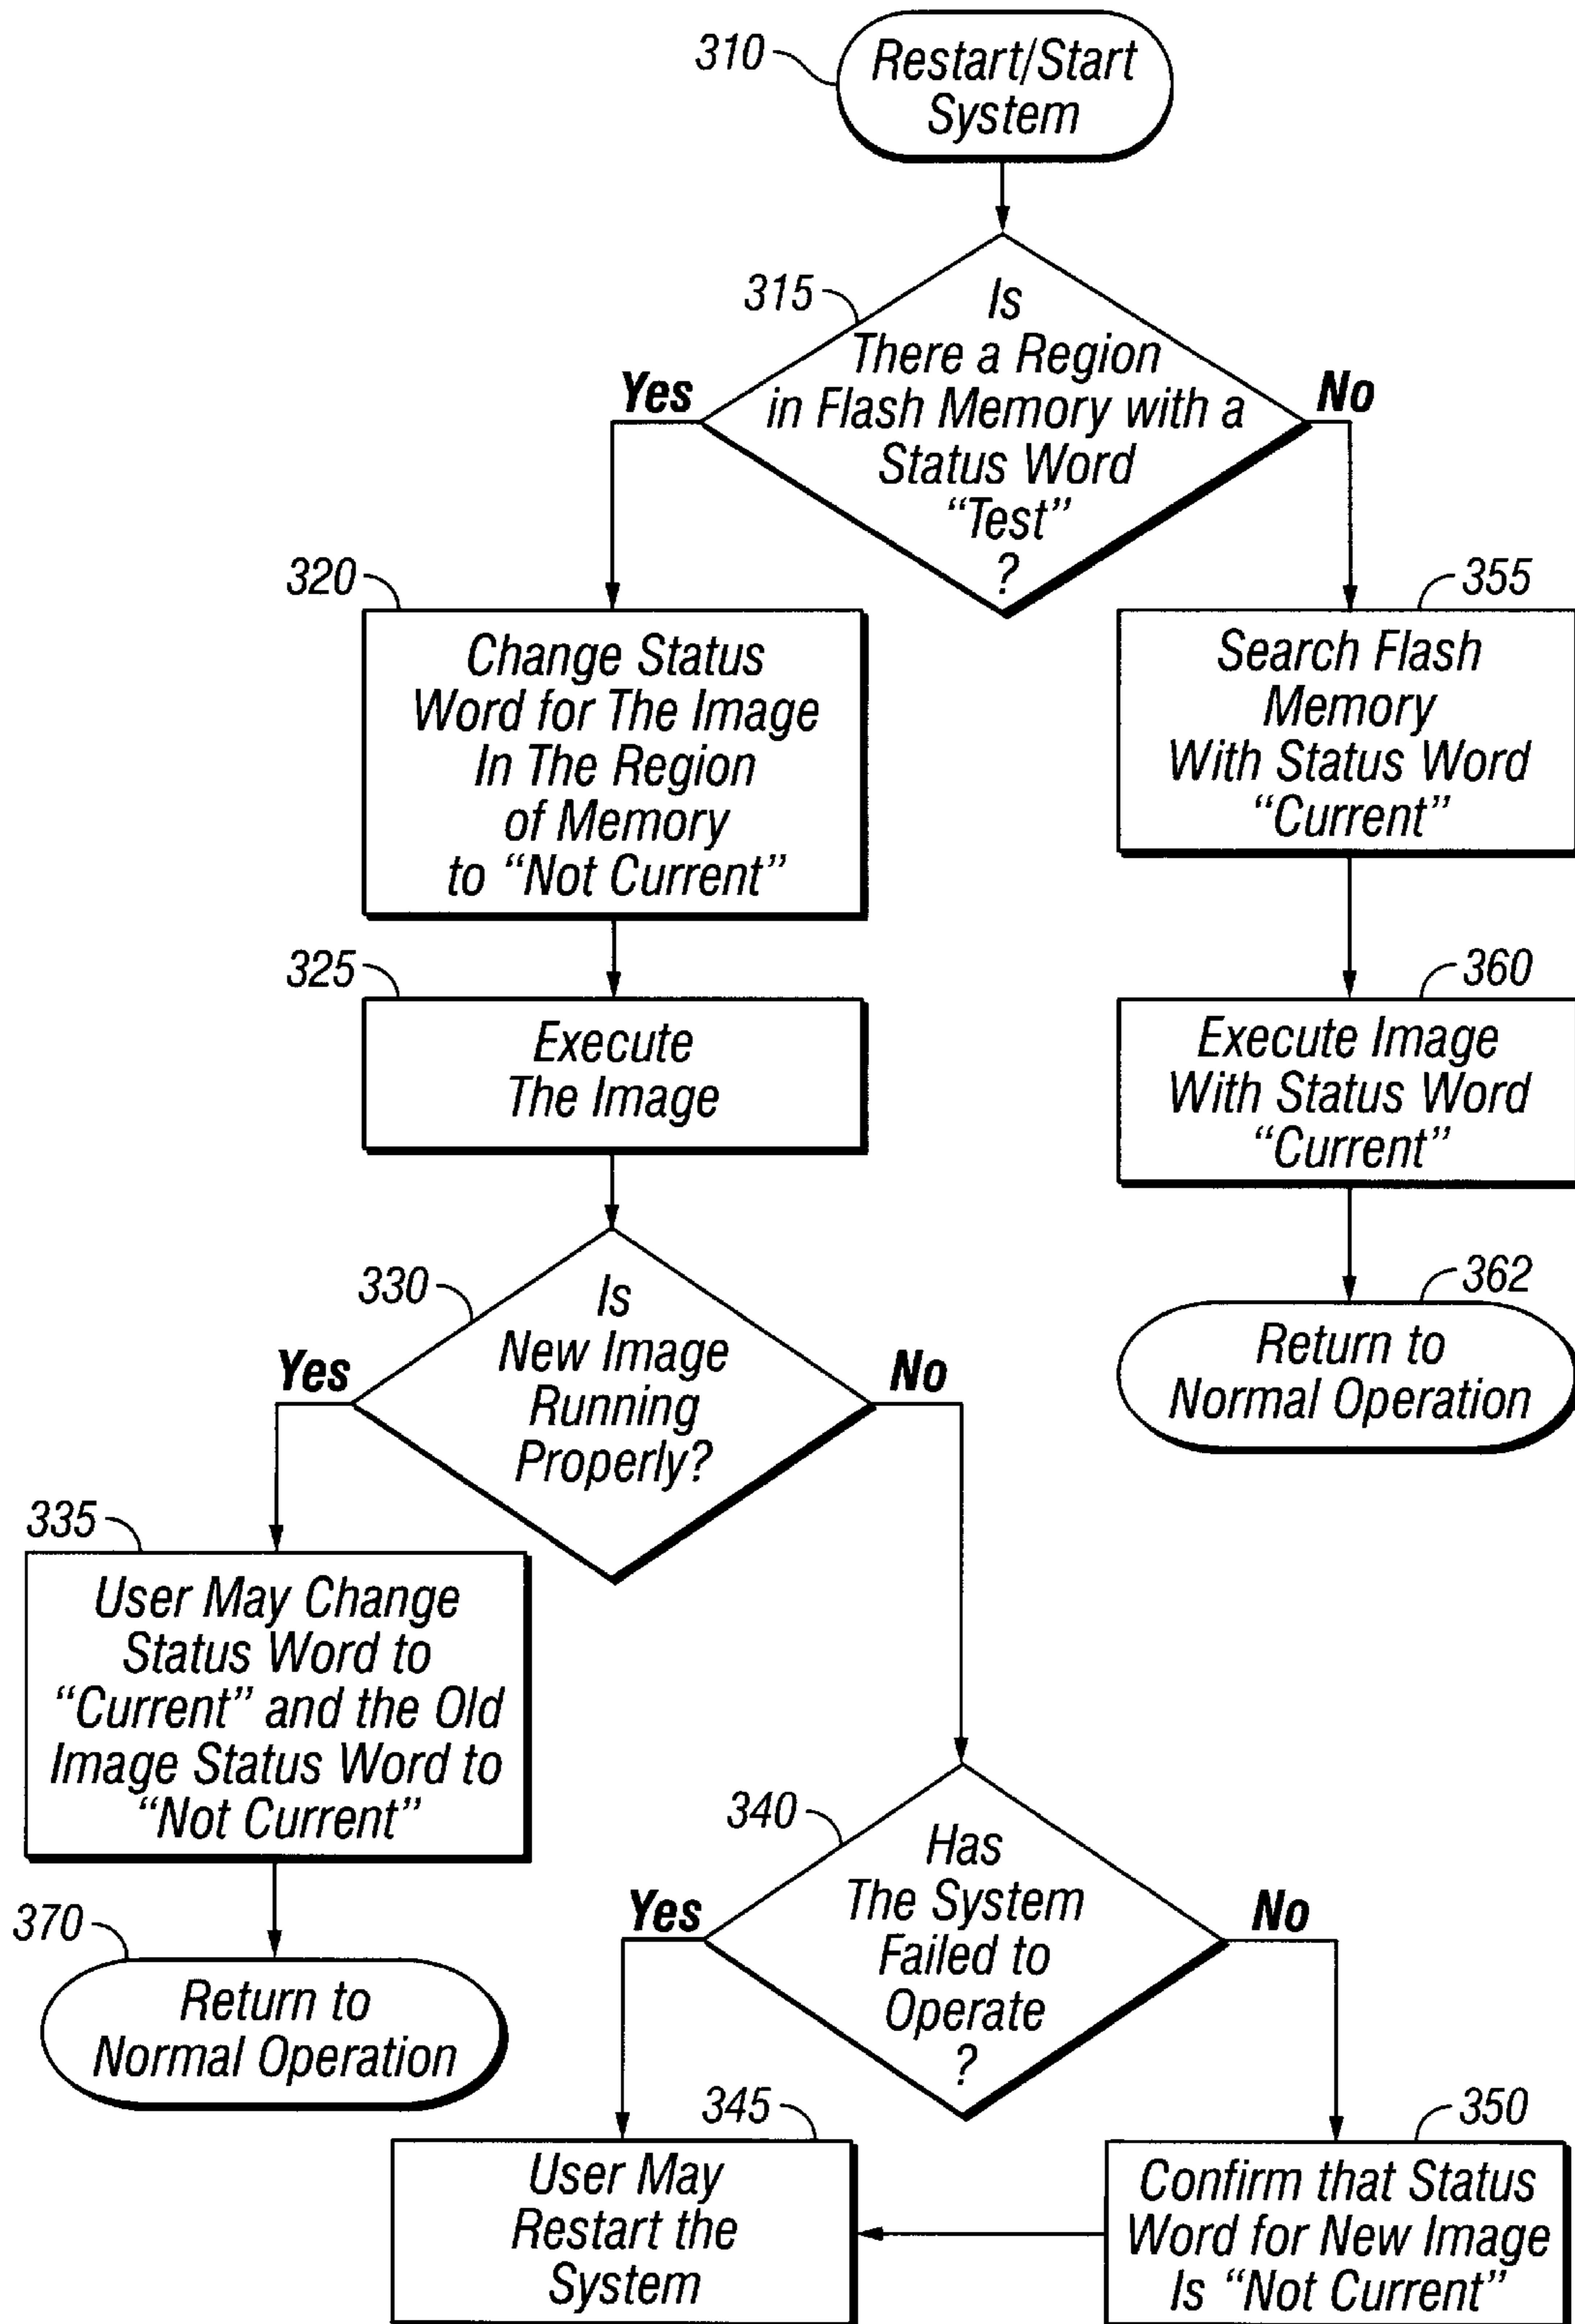 310
Restart/Start
System
315
Is
There a Region
in Flash Memory with a
Status Word
“Test”
?
Yes
No
320
Change Status
Word for The Image
In The Region
of Memory
to “Not Current”
355
Search Flash
Memory
With Status Word
“Current”
325
Execute
The Image
360
Execute Image
With Status Word
“Current”
330
Is
New Image
Running
Properly?
Yes
No
362
Return to
Normal Operation
335
User May Change
Status Word to
“Current” and the Old
Image Status Word to
“Not Current”
340
Has
The System
Failed to
Operate
?
Yes
No
370
Return to
Normal Operation
345
User May
Restart the
System
350
Confirm that Status
Word for New Image
Is “Not Current”